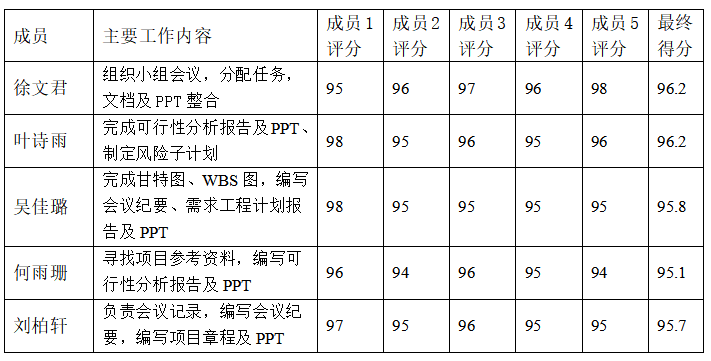 成员 主要工作内容 成员1评分 成员2评分 成员3评分 成员4评分 成员5评分 最终得分
徐文君 组织小组会议，分配任务，文档及PPT整合 95 96 97 96 98 96.2
叶诗雨 完成可行性分析报告及PPT、制定风险子计划 98 95 96 95 96 96.2
吴佳璐 完成甘特图、WBS图，编写会议纪要、需求工程计划报告及PPT 98 95 95 95 95 95.8
何雨珊 寻找项目参考资料，编写可行性分析报告及PPT 96 94 96 95 94 95.1
刘柏轩 负责会议记录，编写会议纪要，编写项目章程及PPT 97 95 96 95 95 95.7